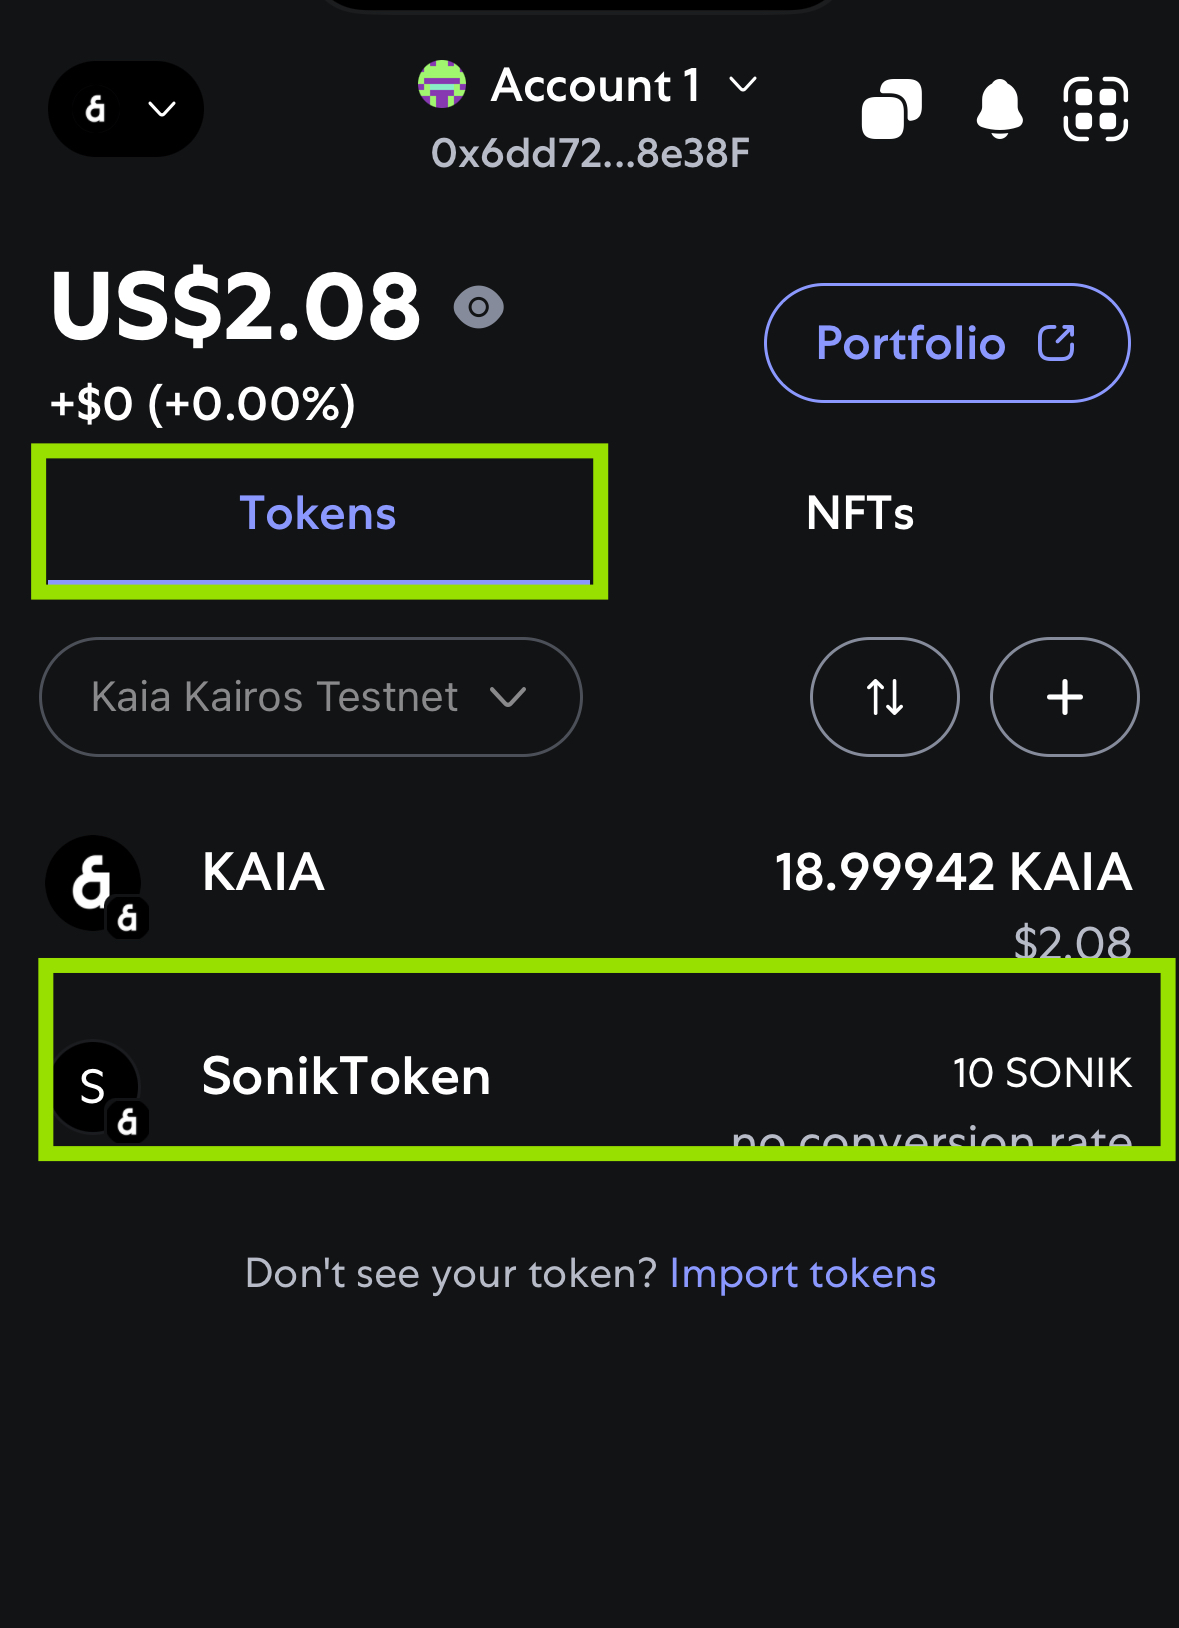 Account 1
0x6dd72...8e38F
US$2.08
+$0 (+0.00%)
Portfolio
Tokens
NFTs
Kaia Kairos Testnet
KAIA
18.99942 KAIA
$2.08
S
SonikToken
10 SONIK
no conversion rate
Don't see your token? Import tokens